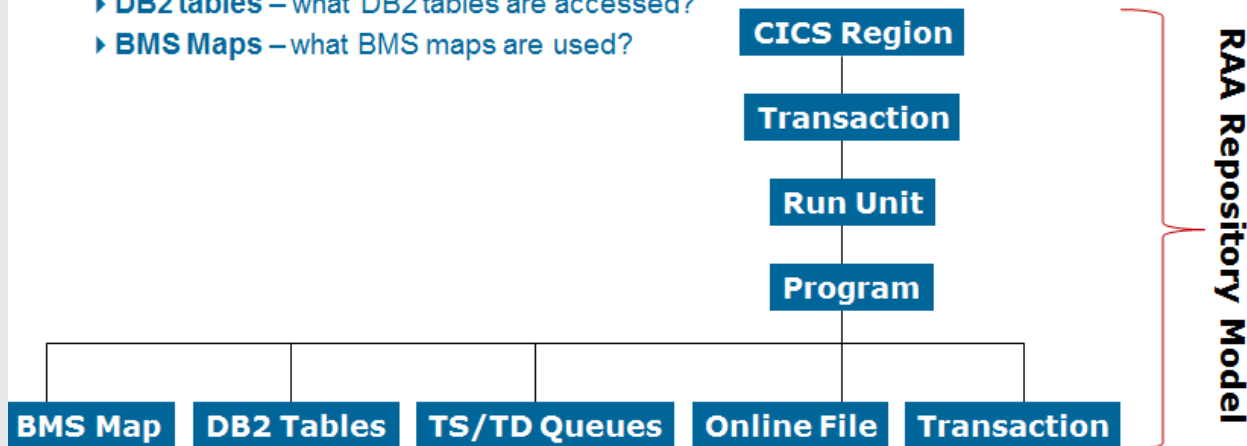 ▸ DB2 tables – what DB2 tables are accessed?
▸ BMS Maps – what BMS maps are used?
CICS Region
Transaction
Run Unit
Program
BMS Map
DB2 Tables
TS/TD Queues
Online File
Transaction
RAA Repository Model